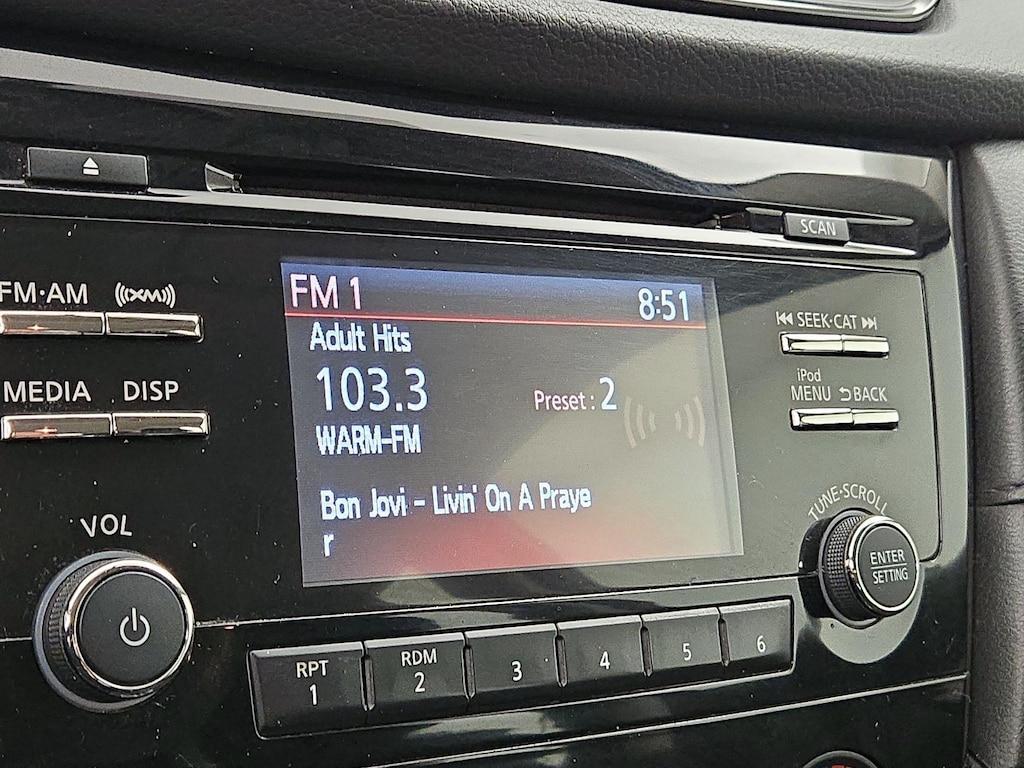 SCAN
FM·AM
((XM))
MEDIA
DISP
VOL
FM 1
8:51
Adult Hits
103.3
Preset : 2
WARM-FM
Bon Jovi - Livin' On A Praye
r
SEEK·CAT
iPod
MENU
BACK
TUNE·SCROLL
ENTER
SETTING
RPT
1
RDM
2
3
4
5
6